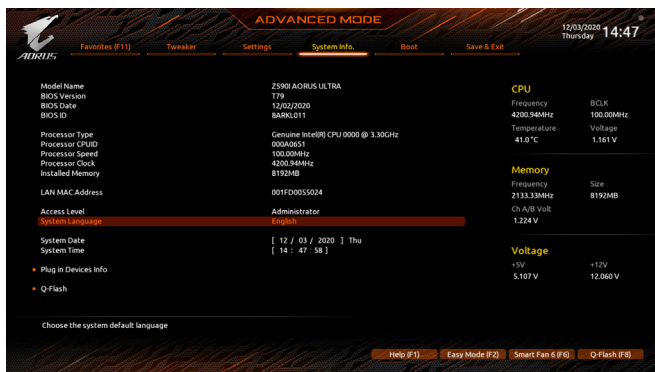 ADVANCED MODE
12/03/2020 Thursday 14:47
AORUS
Favorites (F11) Tweaker Settings System Info. Boot Save & Exit
Model Name Z590I AORUS ULTRA
BIOS Version T79
BIOS Date 12/02/2020
BIOS ID 8ARKL011
Processor Type Genuine Intel(R) CPU 0000 @ 3.30GHz
Processor CPUID 000A0651
Processor Speed 100.00MHz
Processor Clock 4200.94MHz
Installed Memory 8192MB
LAN MAC Address 001FD0055024
Access Level Administrator
System Language English
System Date [ 12 / 03 / 2020 ] Thu
System Time [ 14 : 47 : 58 ]
Plug in Devices Info
Q-Flash
Choose the system default language
CPU
Frequency BCLK
4200.94MHz 100.00MHz
Temperature Voltage
41.0 °C 1.161 V
Memory
Frequency Size
2133.33MHz 8192MB
Ch A/B Volt
1.224 V
Voltage
+5V +12V
5.107 V 12.060 V
Help (F1) Easy Mode (F2) Smart Fan 6 (F6) Q-Flash (F8)